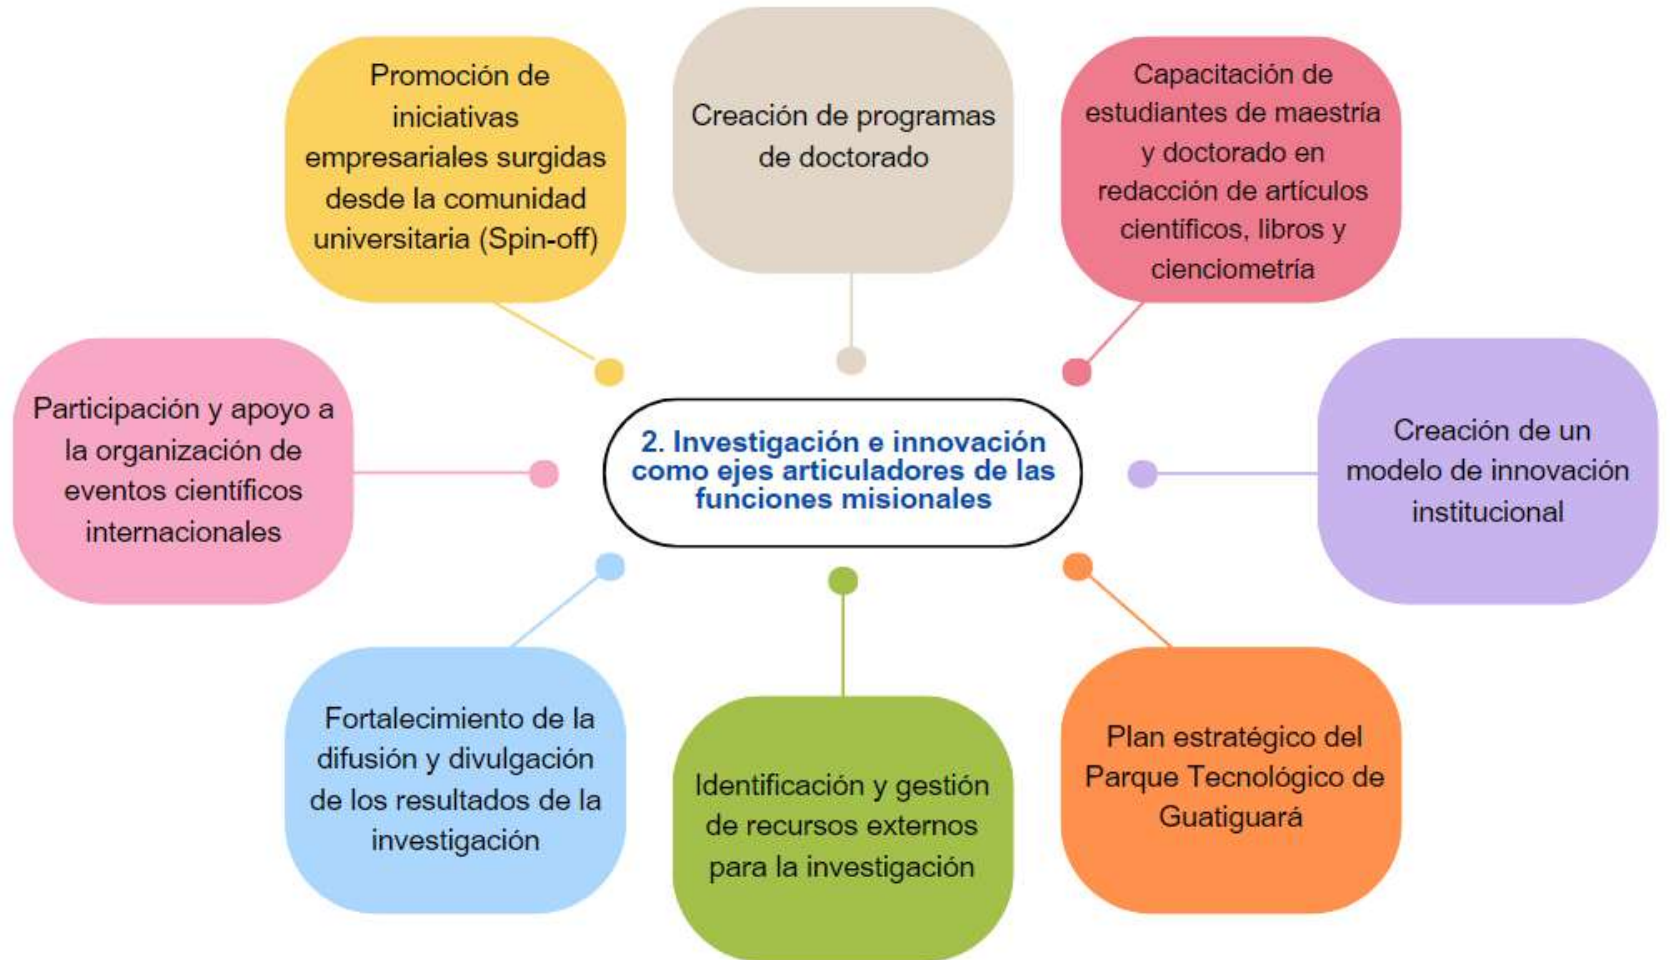 Promoción de
iniciativas
empresariales surgidas
desde la comunidad
universitaria (Spin-off)
Creación de programas
de doctorado
Capacitación de
estudiantes de maestría
y doctorado en
redacción de artículos
científicos, libros y
cienciometría
Participación y apoyo a
la organización de
eventos científicos
internacionales
2. Investigación e innovación
como ejes articuladores de las
funciones misionales
Creación de un
modelo de innovación
institucional
Fortalecimiento de la
difusión y divulgación
de los resultados de la
investigación
Identificación y gestión
de recursos externos
para la investigación
Plan estratégico del
Parque Tecnológico de
Guatiguará